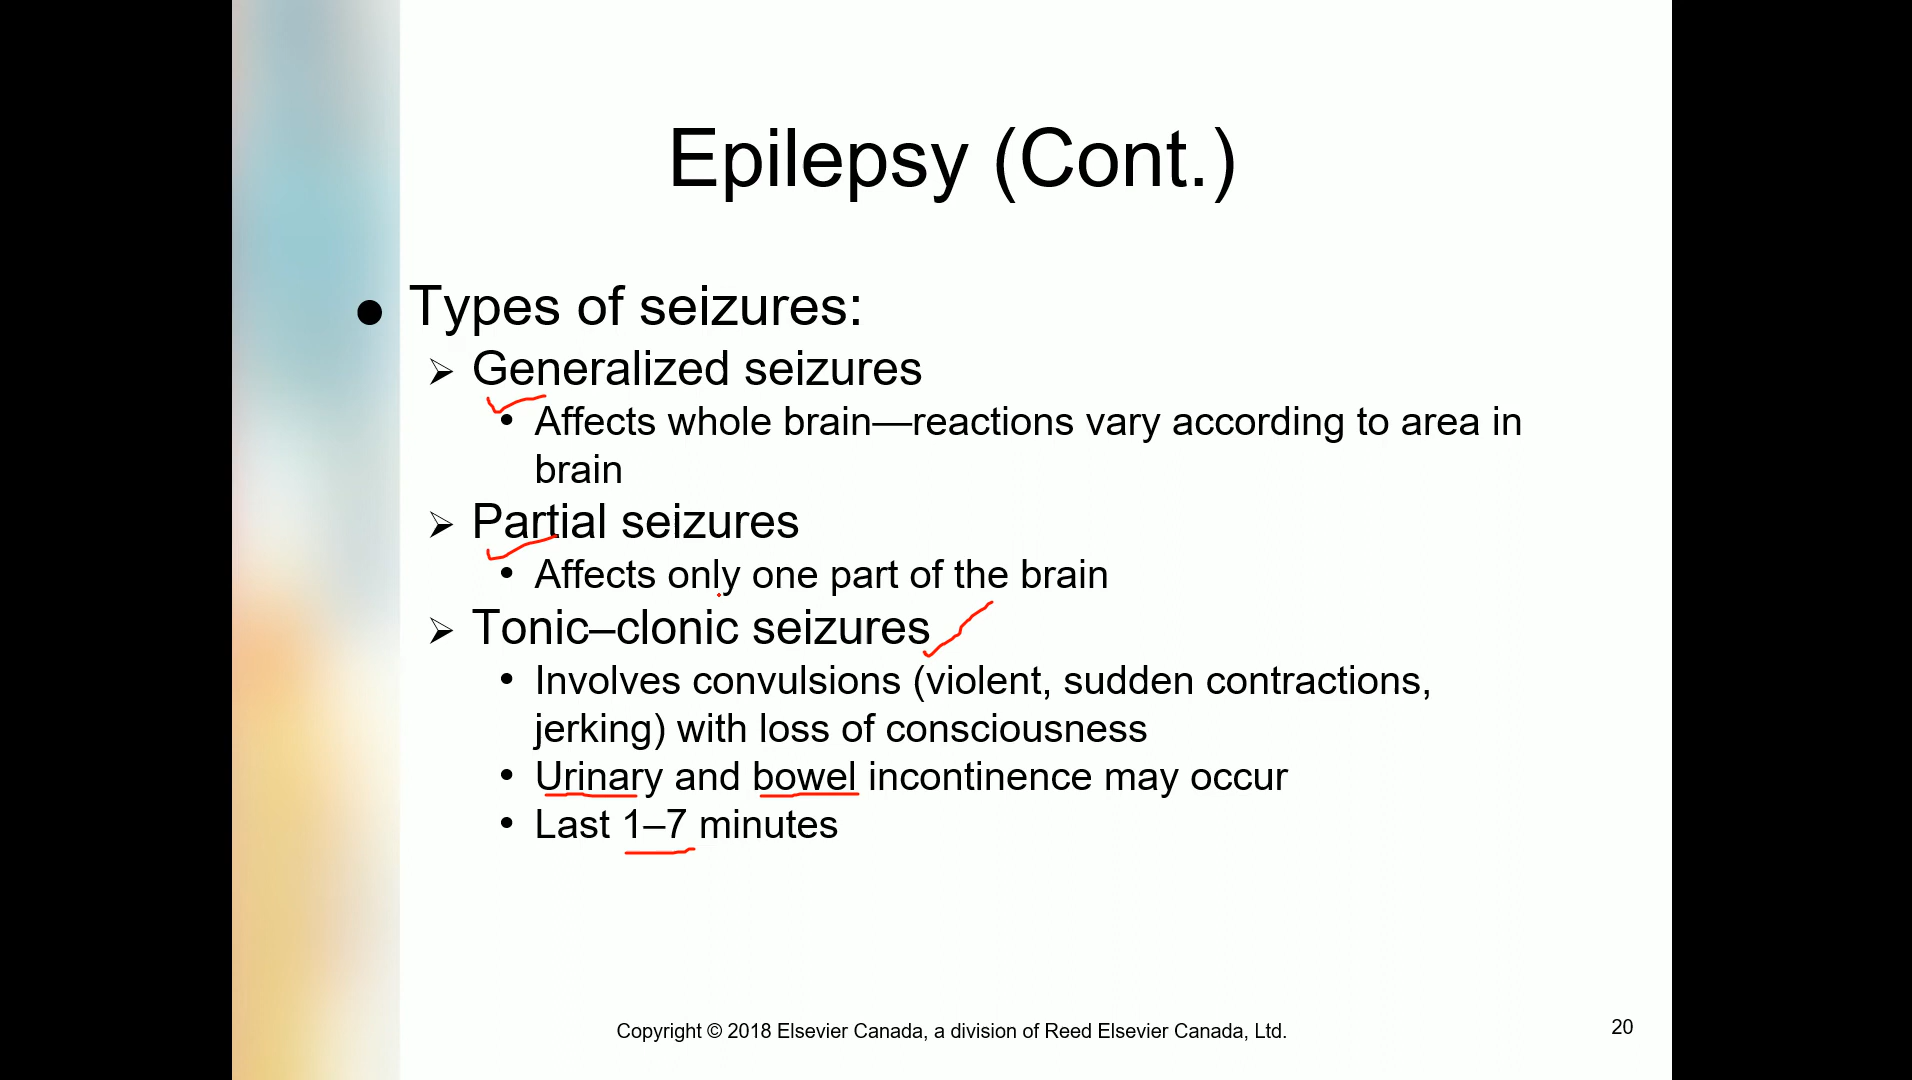 Epilepsy (Cont.)
● Types of seizures:
➢ Generalized seizures
• Affects whole brain—reactions vary according to area in
brain
➢ Partial seizures
• Affects only one part of the brain
➢ Tonic–clonic seizures
• Involves convulsions (violent, sudden contractions,
jerking) with loss of consciousness
• Urinary and bowel incontinence may occur
• Last 1–7 minutes
Copyright © 2018 Elsevier Canada, a division of Reed Elsevier Canada, Ltd.
20